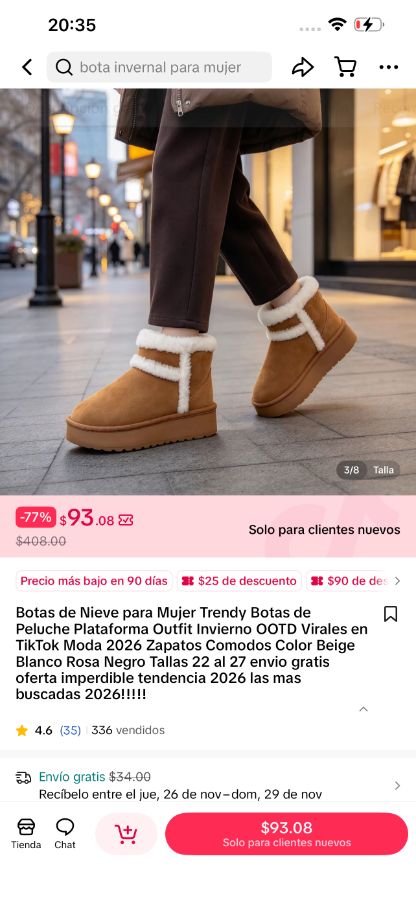 20:35
bota invernal para mujer
3/8 Talla
-77% $93.08
$408.00
Solo para clientes nuevos
Precio más bajo en 90 días $25 de descuento $90 de des
Botas de Nieve para Mujer Trendy Botas de
Peluche Plataforma Outfit Invierno OOTD Virales en
TikTok Moda 2026 Zapatos Comodos Color Beige
Blanco Rosa Negro Tallas 22 al 27 envio gratis
oferta imperdible tendencia 2026 las mas
buscadas 2026!!!!!
4.6 (35) 336 vendidos
Envío gratis $34.00
Recíbelo entre el jue, 26 de nov–dom, 29 de nov
Tienda Chat
$93.08
Solo para clientes nuevos